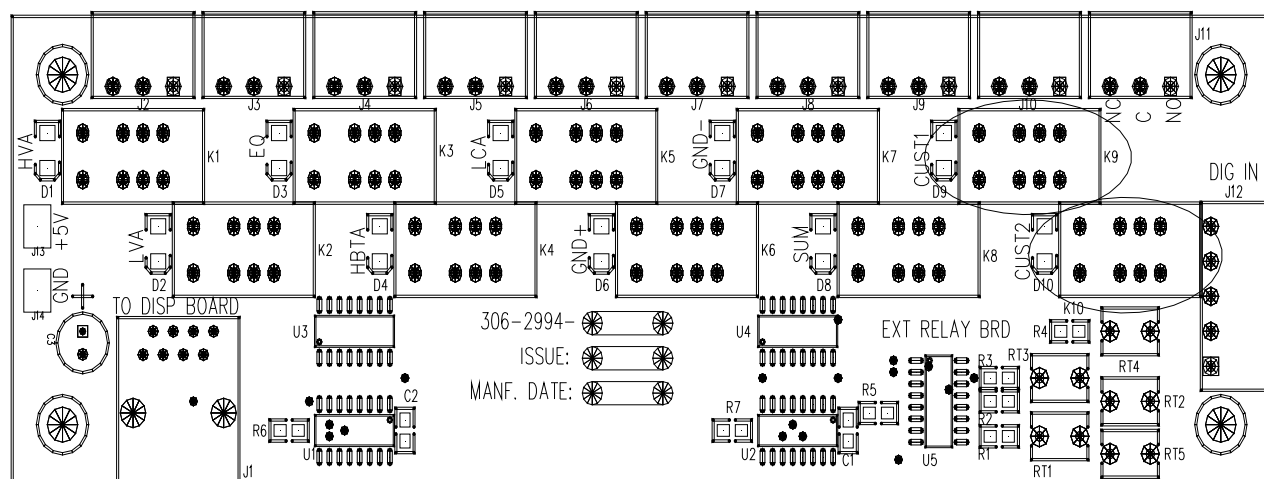 J11
J2 J3 J4 J5 J6 J7 J8 J9 J10 NC C NO
HVA K1 EQ K3 LCA K5 GND- K7 CUST1 K9
D1 D3 D5 D7 D9
DIG IN
J12
J13 +5V
LVA K2 HBTA K4 GND+ K6 SUM K8 CUST2
D2 D4 D6 D8 D10
J14 GND
K10
TO DISP BOARD
C3
U3
306-2994-
U4
EXT RELAY BRD
R4
ISSUE:
R3 RT3 RT4
MANF. DATE:
C2 R5 RT2
R6 R7 R2
U1 U2 C1 U5 R1 RT1 RT5
J1